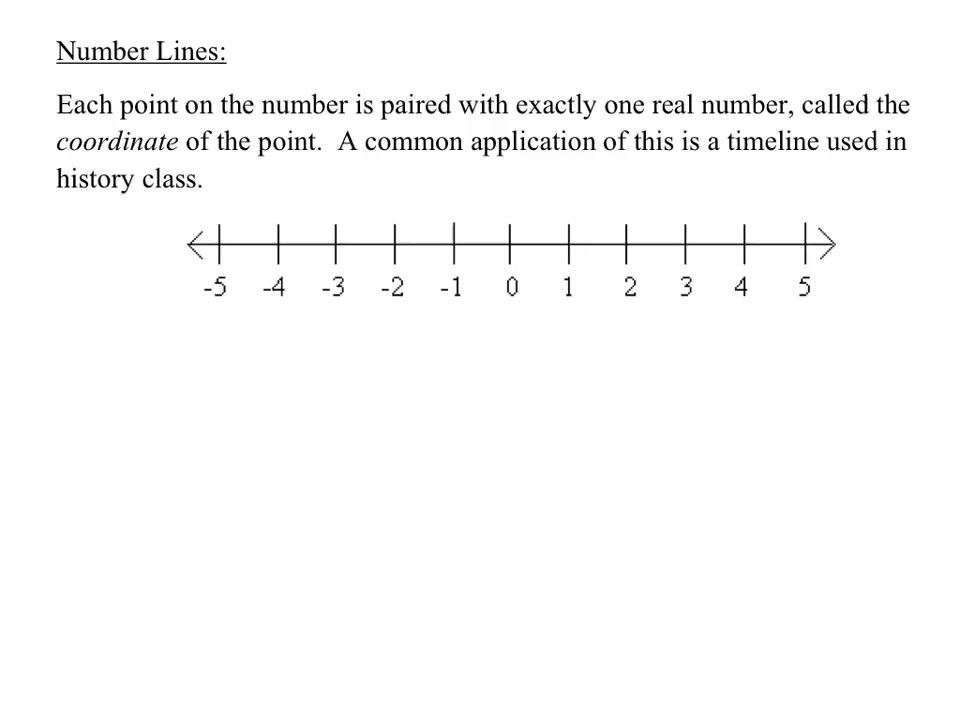 Number Lines:
Each point on the number is paired with exactly one real number, called the
coordinate of the point.  A common application of this is a timeline used in
history class.
-5 -4 -3 -2 -1 0 1 2 3 4 5